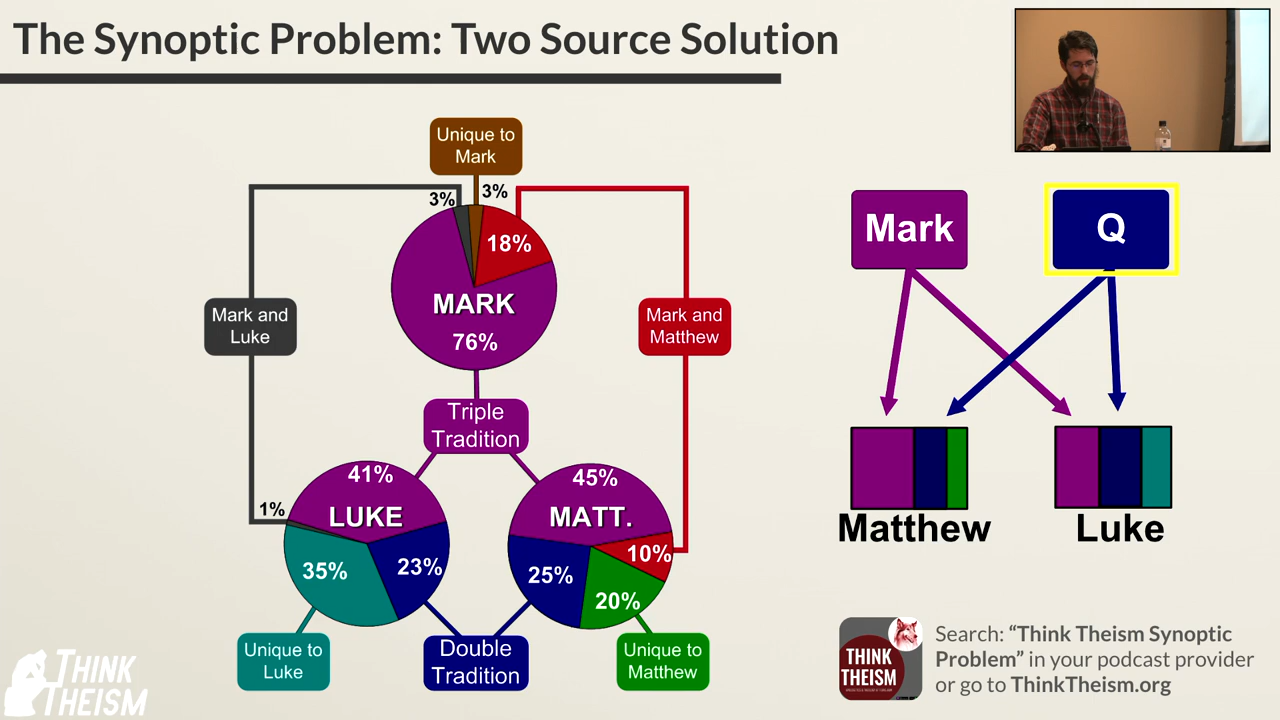 The Synoptic Problem: Two Source Solution
Unique to
Mark
3%
3%
18%
MARK
76%
Mark and
Luke
Mark and
Matthew
Triple
Tradition
41%
LUKE
1%
35%
23%
45%
MATT.
10%
25%
20%
Unique to
Luke
Double
Tradition
Unique to
Matthew
Mark
Q
Matthew
Luke
THINK
THEISM
Search: “Think Theism Synoptic
Problem” in your podcast provider
or go to ThinkTheism.org
THINK
THEISM